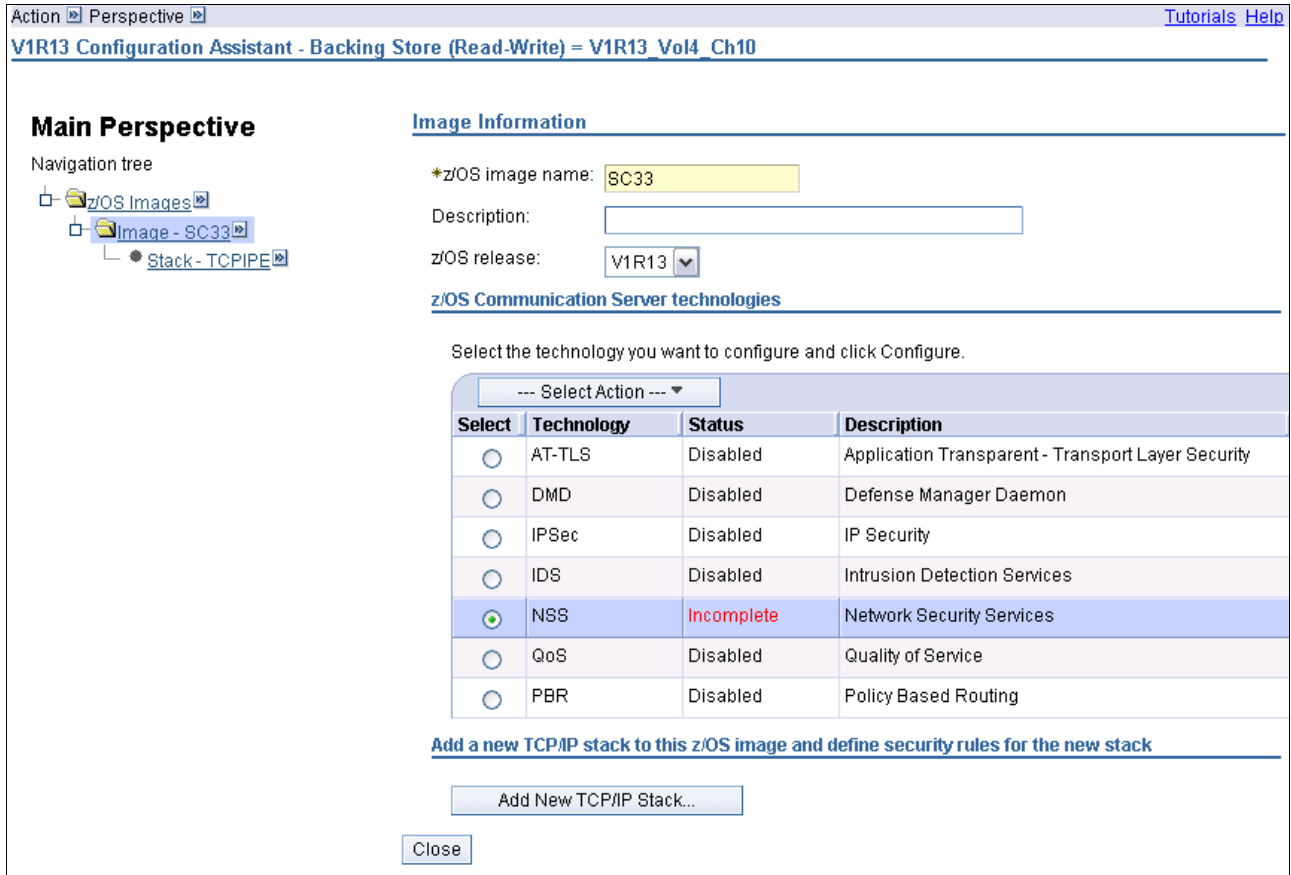 Action Perspective Tutorials Help
V1R13 Configuration Assistant - Backing Store (Read-Write) = V1R13_Vol4_Ch10
Main Perspective
Navigation tree
z/OS Images
Image - SC33
Stack - TCPIPE
Image Information
*z/OS image name: SC33
Description:
z/OS release: V1R13
z/OS Communication Server technologies
Select the technology you want to configure and click Configure.
--- Select Action ---
Select Technology Status Description
AT-TLS Disabled Application Transparent - Transport Layer Security
DMD Disabled Defense Manager Daemon
IPSec Disabled IP Security
IDS Disabled Intrusion Detection Services
NSS Incomplete Network Security Services
QoS Disabled Quality of Service
PBR Disabled Policy Based Routing
Add a new TCP/IP stack to this z/OS image and define security rules for the new stack
Add New TCP/IP Stack...
Close